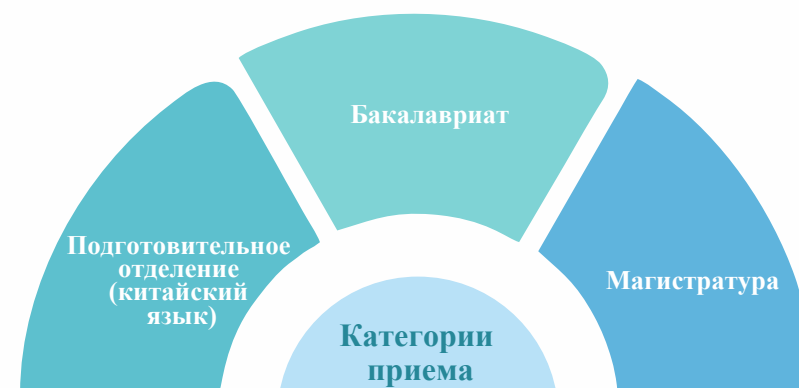 Бакалавриат
Подготовительное
отделение
(китайский
язык)
Магистратура
Категории
приема